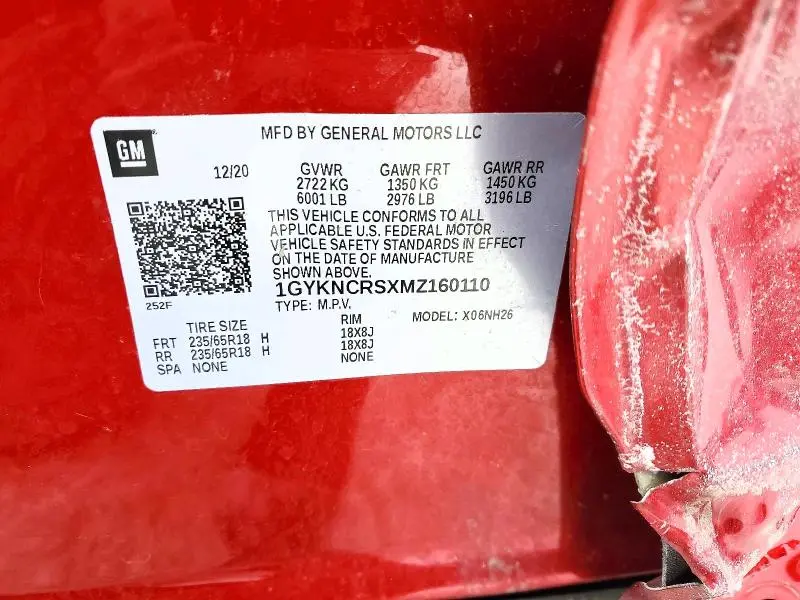 GM
MFD BY GENERAL MOTORS LLC
12/20 GVWR GAWR FRT GAWR RR
2722 KG 1350 KG 1450 KG
6001 LB 2976 LB 3196 LB
THIS VEHICLE CONFORMS TO ALL
APPLICABLE U.S. FEDERAL MOTOR
VEHICLE SAFETY STANDARDS IN EFFECT
ON THE DATE OF MANUFACTURE
SHOWN ABOVE.
1GYKNCRSXMZ160110
252F
TYPE: M.P.V. MODEL: X06NH26
TIRE SIZE RIM
FRT 235/65R18 H 18X8J
RR 235/65R18 H 18X8J
SPA NONE NONE